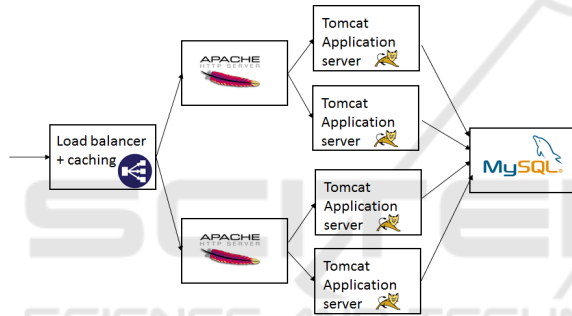 Load balancer
+ caching
APACHE
HTTP SERVER
APACHE
HTTP SERVER
Tomcat
Application
server
Tomcat
Application
server
Tomcat
Application
server
Tomcat
Application
server
MySQL